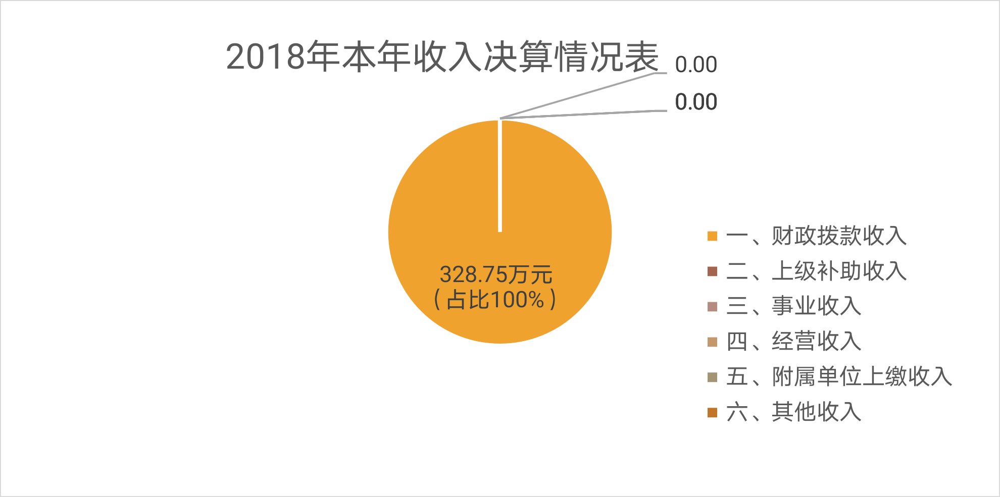 2018年本年收入决算情况表
0.00
0.00
328.75万元
（占比100%）
一、财政拨款收入
二、上级补助收入
三、事业收入
四、经营收入
五、附属单位上缴收入
六、其他收入